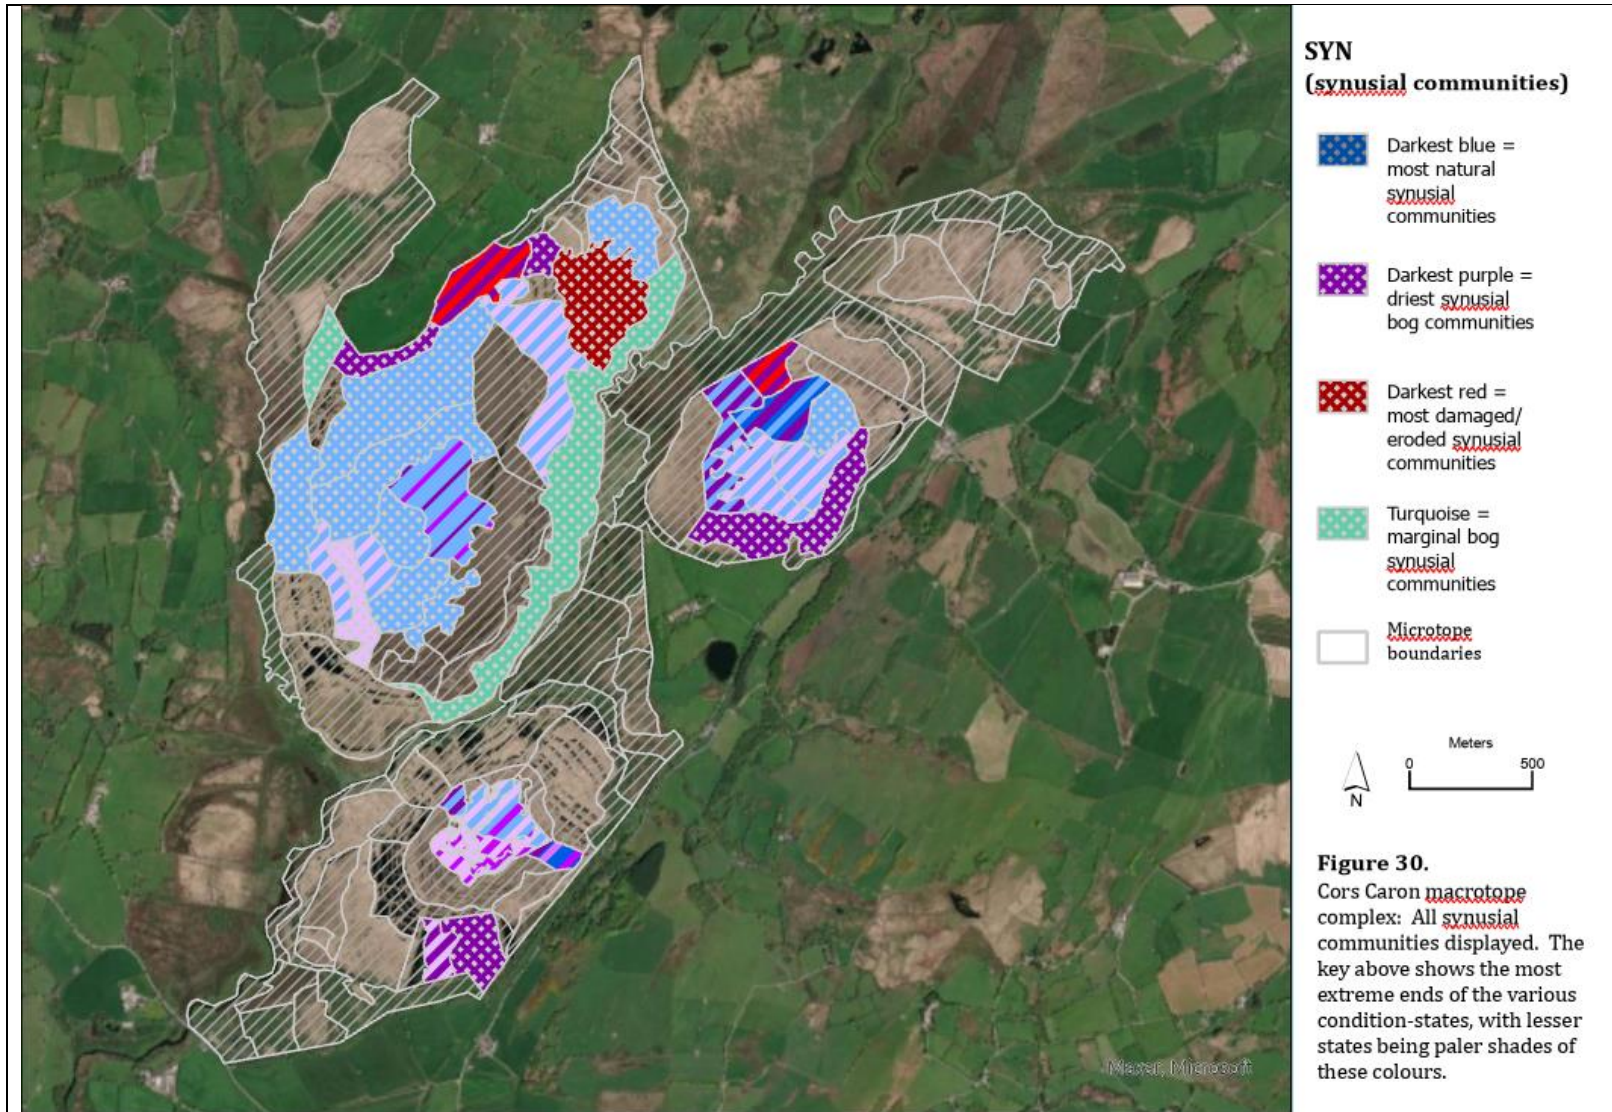 SYN
(synusial communities)
Darkest blue =
most natural
synusial
communities
Darkest purple =
driest synusial
bog communities
Darkest red =
most damaged/
eroded synusial
communities
Turquoise =
marginal bog
synusial
communities
Microtope
boundaries
Meters
0 500
N
Figure 30.
Cors Caron macrotope
complex: All synusial
communities displayed. The
key above shows the most
extreme ends of the various
condition-states, with lesser
states being paler shades of
these colours.
Maxar, Microsoft